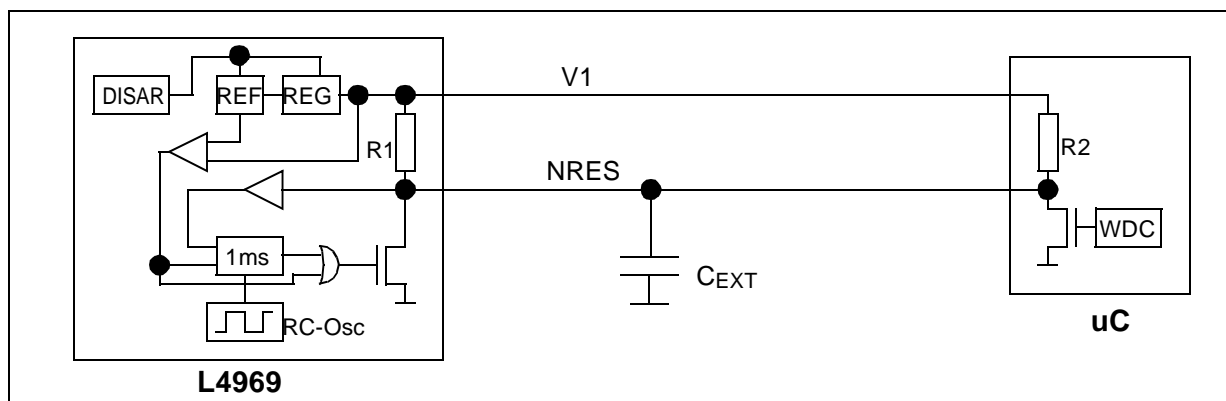 V1
DISAR
REF
REG
R1
R2
NRES
WDC
1ms
CEXT
RC-Osc
uC
L4969